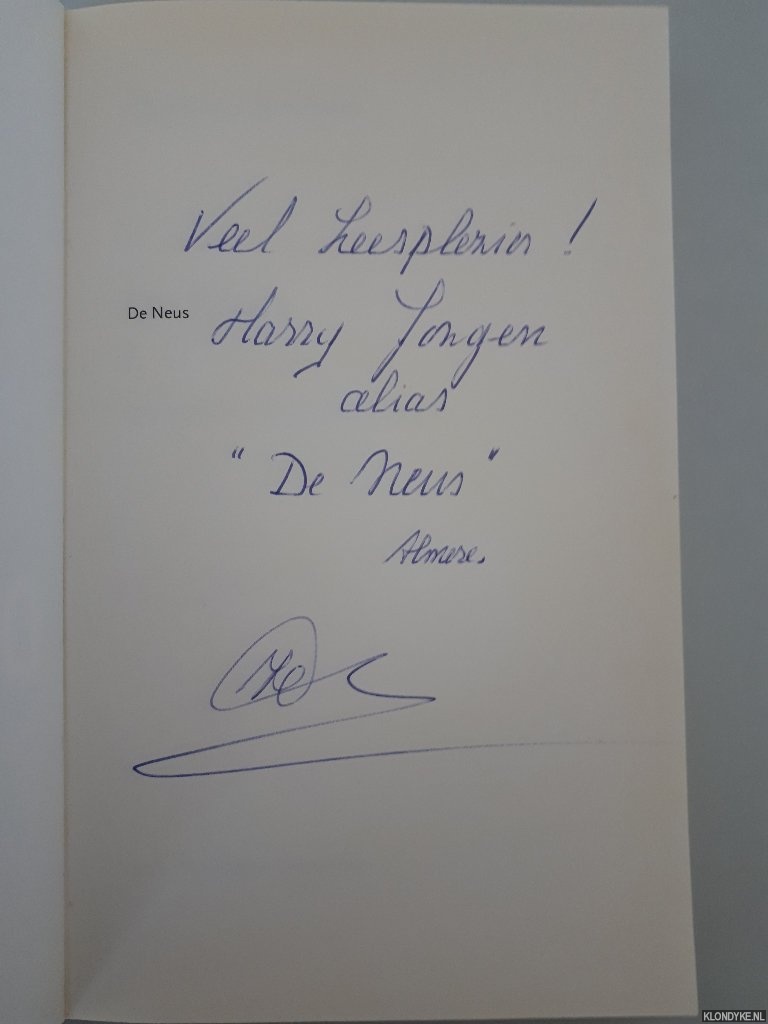 Veel Leesplezier !
De Neus
Harry Jongen
alias
"De Neus"
Almere.
KLONDYKE.NL